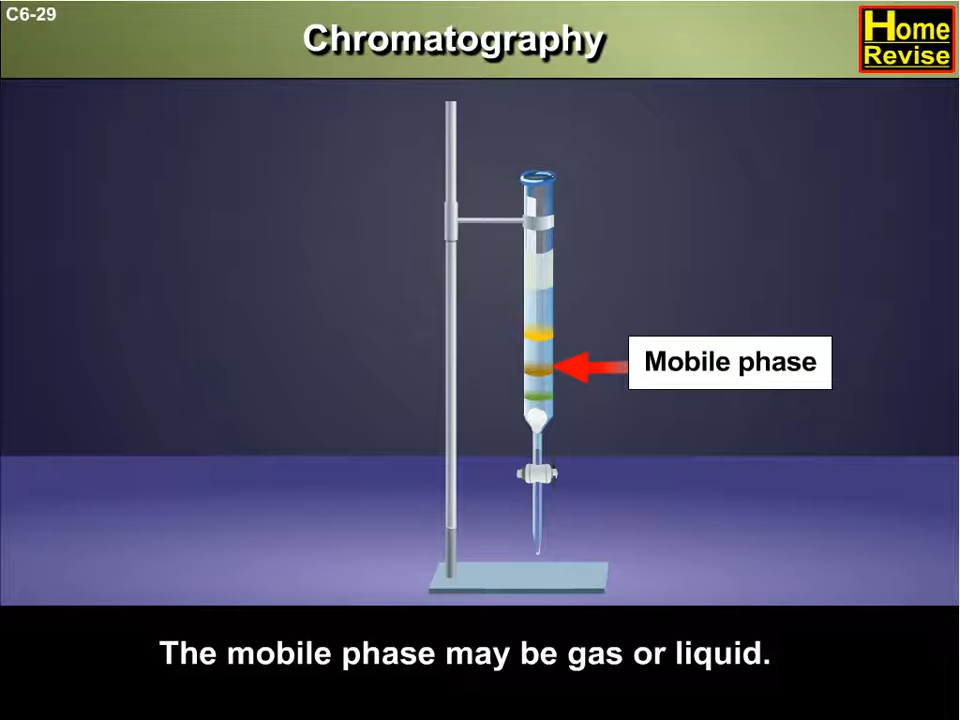 C6-29
Chromatography
Home
Revise
Mobile phase
The mobile phase may be gas or liquid.